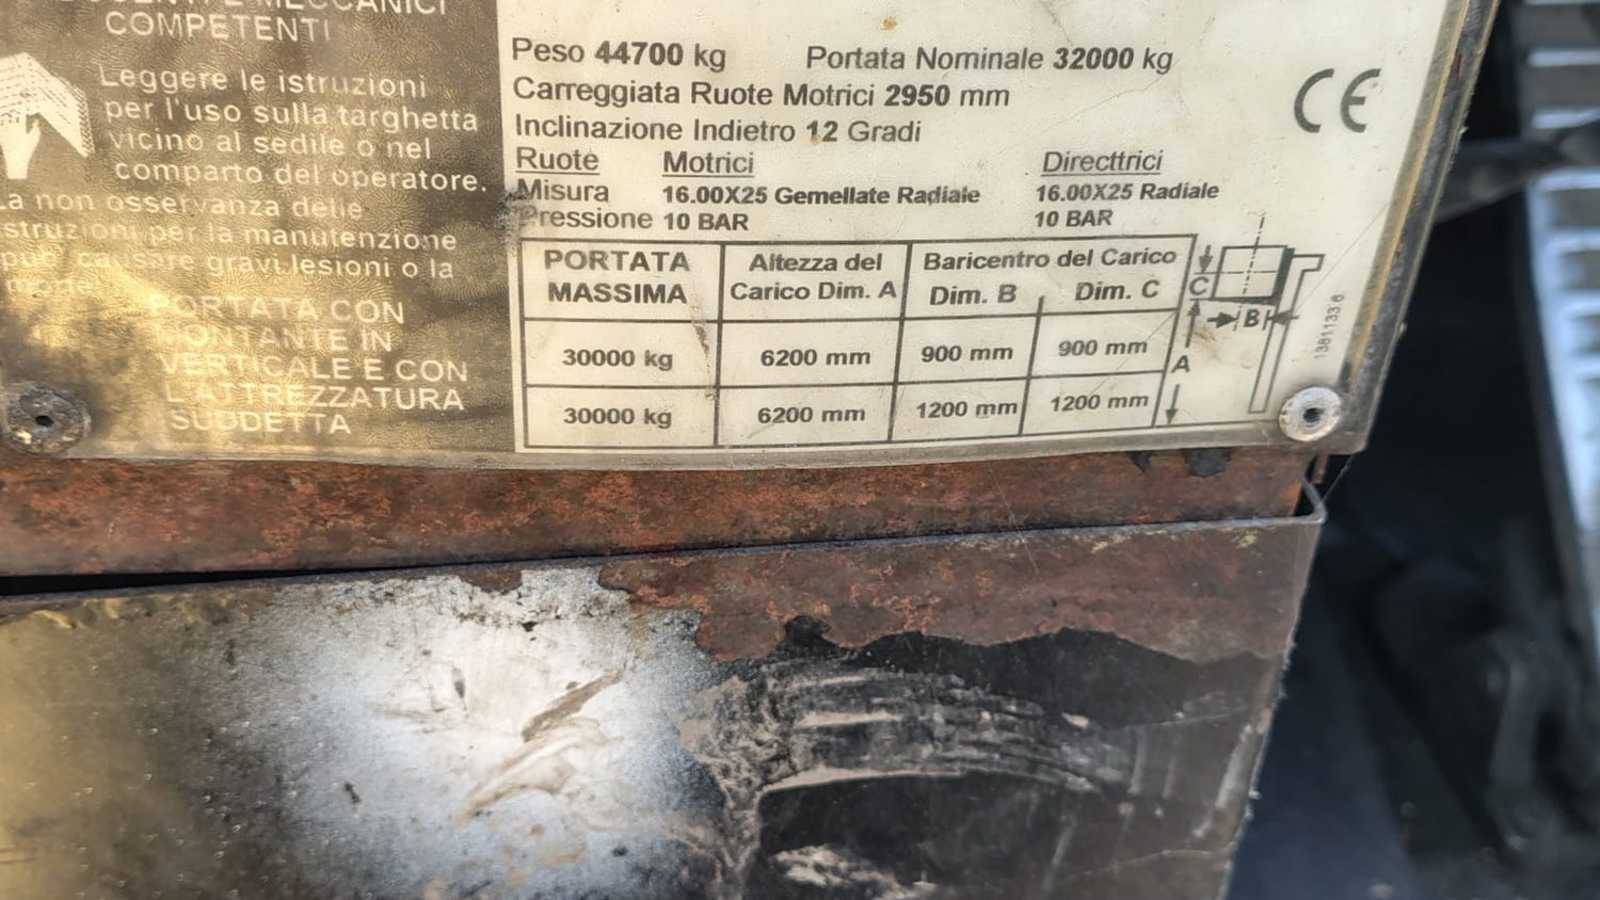 COMPETENTI
Leggere le istruzioni
per l'uso sulla targhetta
vicino al sedile o nel
comparto del operatore.
La non osservanza delle
istruzioni per la manutenzione
puo' causare gravi lesioni o la
PORTATA CON
MONTANTE IN
VERTICALE E CON
L'ATTREZZATURA
SUDDETTA
Peso 44700 kg Portata Nominale 32000 kg
Carreggiata Ruote Motrici 2950 mm
Inclinazione Indietro 12 Gradi
Ruote Motrici Directtrici
Misura 16.00X25 Gemellate Radiale 16.00X25 Radiale
Pressione 10 BAR 10 BAR
CE
PORTATA MASSIMA Altezza del Carico Dim. A Baricentro del Carico Dim. B Dim. C
30000 kg 6200 mm 900 mm 900 mm
30000 kg 6200 mm 1200 mm 1200 mm
C
B
A